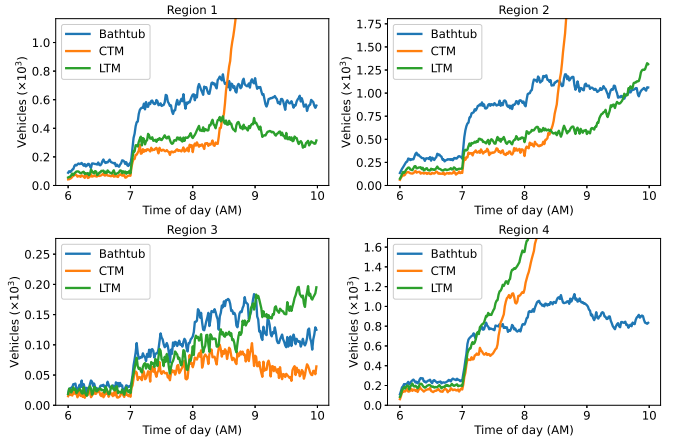 Region 1
Vehicles (×10³)
1.0
0.8
0.6
0.4
0.2
0.0
Bathtub
CTM
LTM
6 7 8 9 10
Time of day (AM)
Region 2
Vehicles (×10³)
1.75
1.50
1.25
1.00
0.75
0.50
0.25
0.00
Bathtub
CTM
LTM
6 7 8 9 10
Time of day (AM)
Region 3
Vehicles (×10³)
0.25
0.20
0.15
0.10
0.05
0.00
Bathtub
CTM
LTM
6 7 8 9 10
Time of day (AM)
Region 4
Vehicles (×10³)
1.6
1.4
1.2
1.0
0.8
0.6
0.4
0.2
0.0
Bathtub
CTM
LTM
6 7 8 9 10
Time of day (AM)